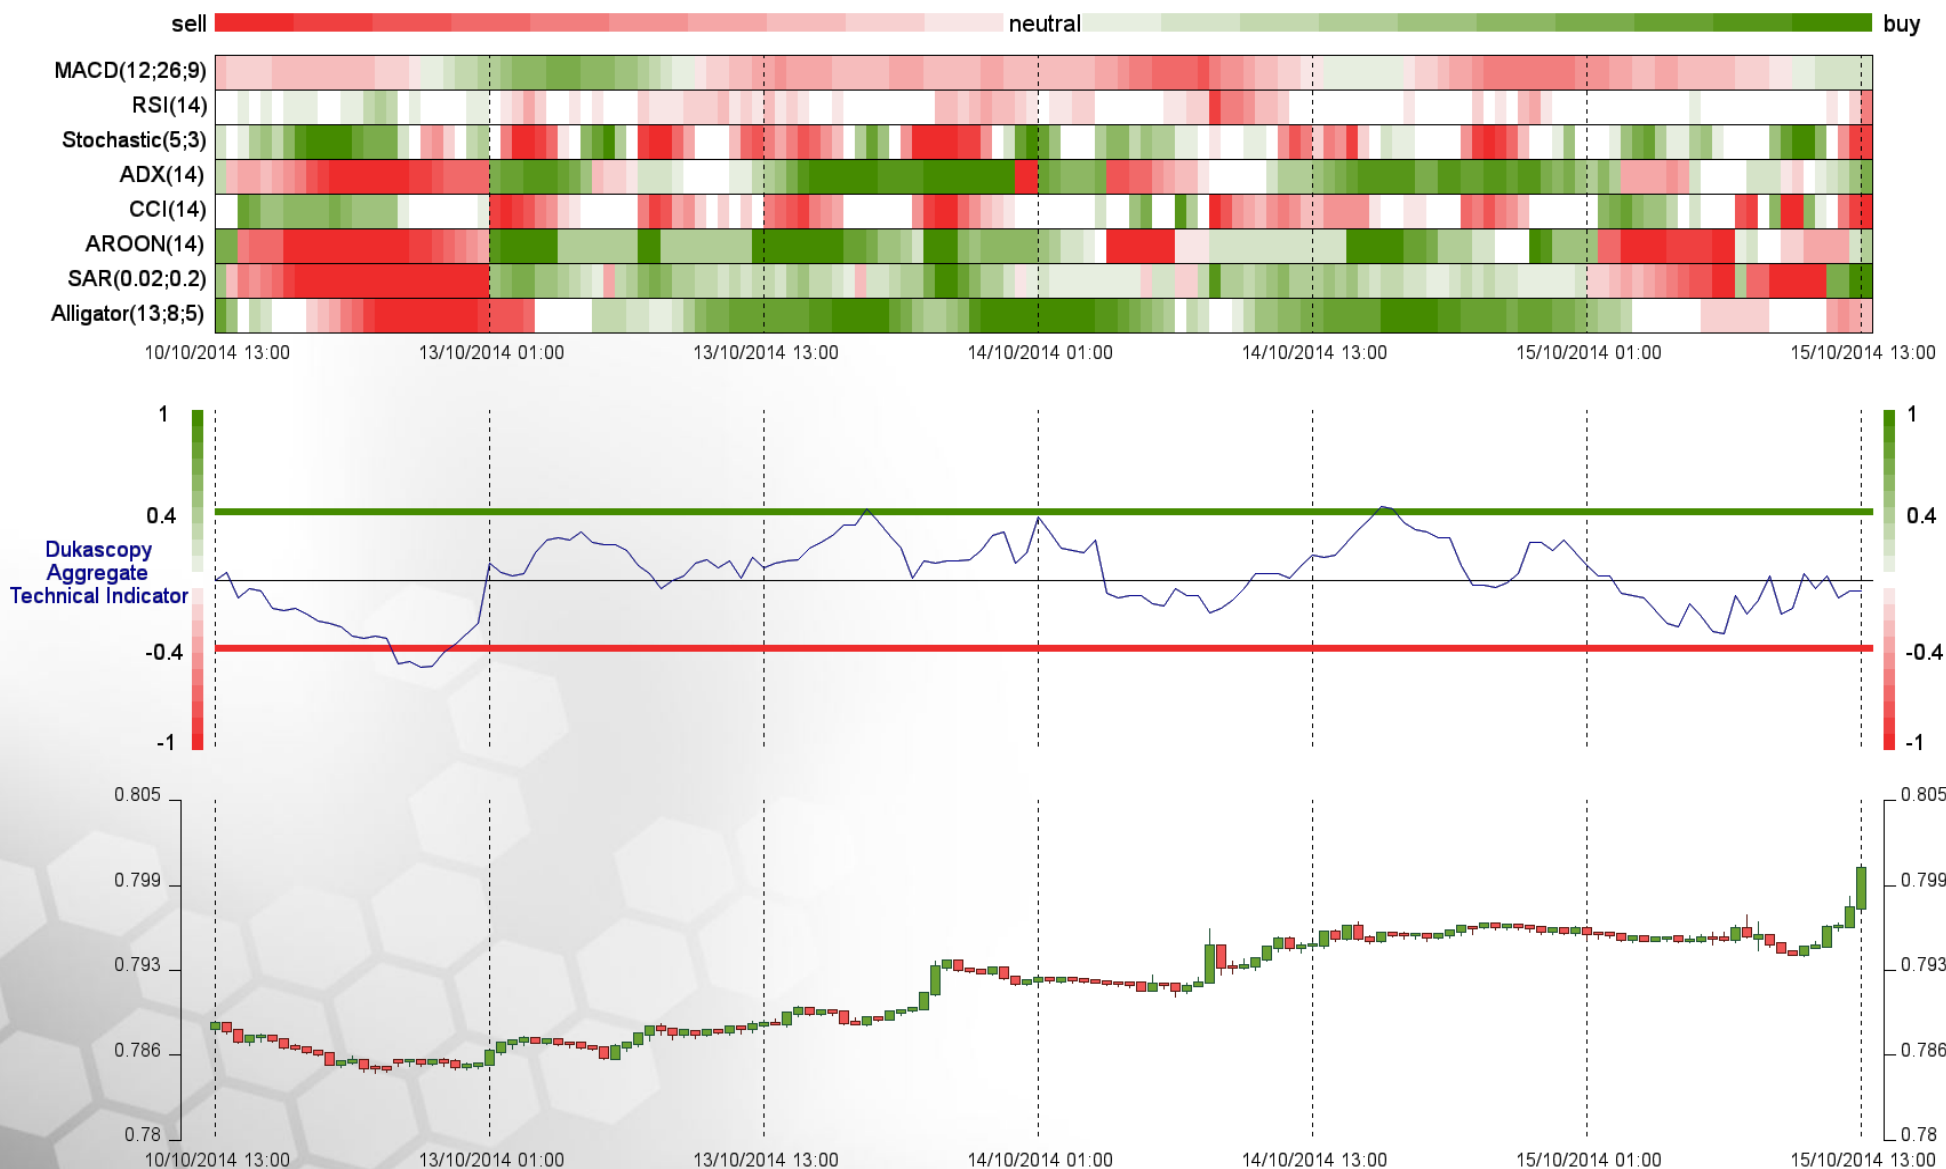 sell neutral buy
MACD(12;26;9)
RSI(14)
Stochastic(5;3)
ADX(14)
CCI(14)
AROON(14)
SAR(0.02;0.2)
Alligator(13;8;5)
10/10/2014 13:00 13/10/2014 01:00 13/10/2014 13:00 14/10/2014 01:00 14/10/2014 13:00 15/10/2014 01:00 15/10/2014 13:00
1 1
0.4 0.4
Dukascopy
Aggregate
Technical Indicator
-0.4 -0.4
-1 -1
0.805 0.805
0.799 0.799
0.793 0.793
0.786 0.786
0.78 0.78
10/10/2014 13:00 13/10/2014 01:00 13/10/2014 13:00 14/10/2014 01:00 14/10/2014 13:00 15/10/2014 01:00 15/10/2014 13:00